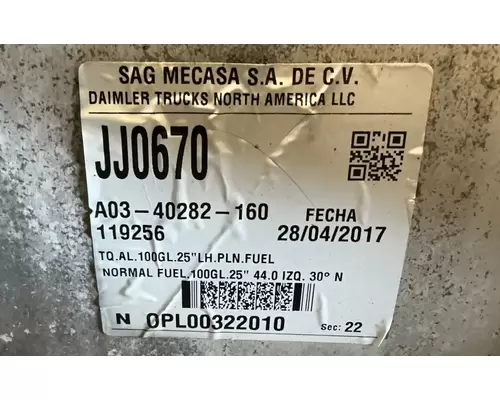 SAG MECASA S.A. DE C.V.
DAIMLER TRUCKS NORTH AMERICA LLC
JJ0670
A03-40282-160 FECHA
119256 28/04/2017
TQ.AL.100GL.25"LH.PLN.FUEL
NORMAL FUEL.100GL.25" 44.0 IZQ. 30° N
N OPL00322010 Sec: 22